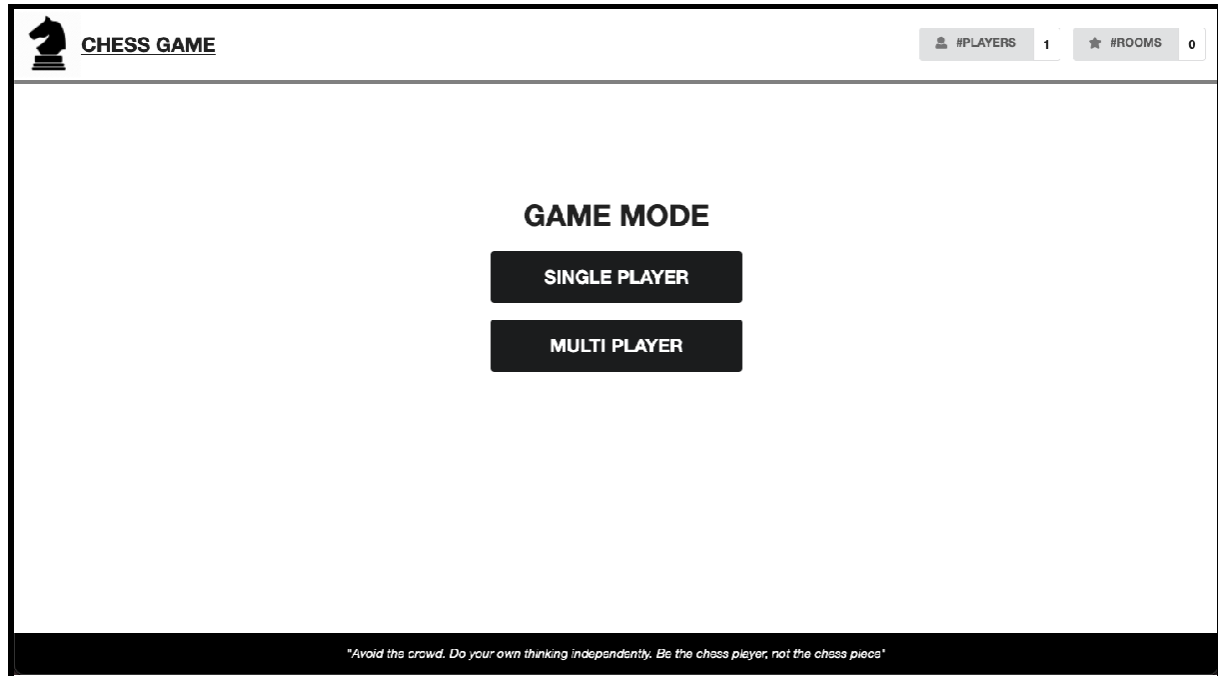 CHESS GAME
#PLAYERS 1 #ROOMS 0
GAME MODE
SINGLE PLAYER
MULTI PLAYER
"Avoid the crowd. Do your own thinking independently. Be the chess player, not the chess piece"